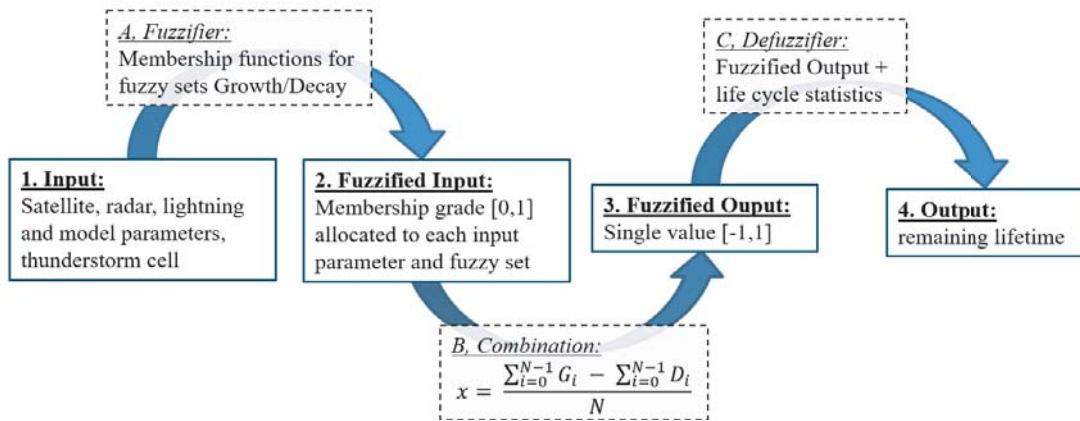 A, Fuzzifier:
Membership functions for
fuzzy sets Growth/Decay
1. Input:
Satellite, radar, lightning
and model parameters,
thunderstorm cell
2. Fuzzified Input:
Membership grade [0,1]
allocated to each input
parameter and fuzzy set
B, Combination:
x = \frac{\sum_{i=0}^{N-1} G_i - \sum_{i=0}^{N-1} D_i}{N}
3. Fuzzified Ouput:
Single value [-1,1]
C, Defuzzifier:
Fuzzified Output +
life cycle statistics
4. Output:
remaining lifetime